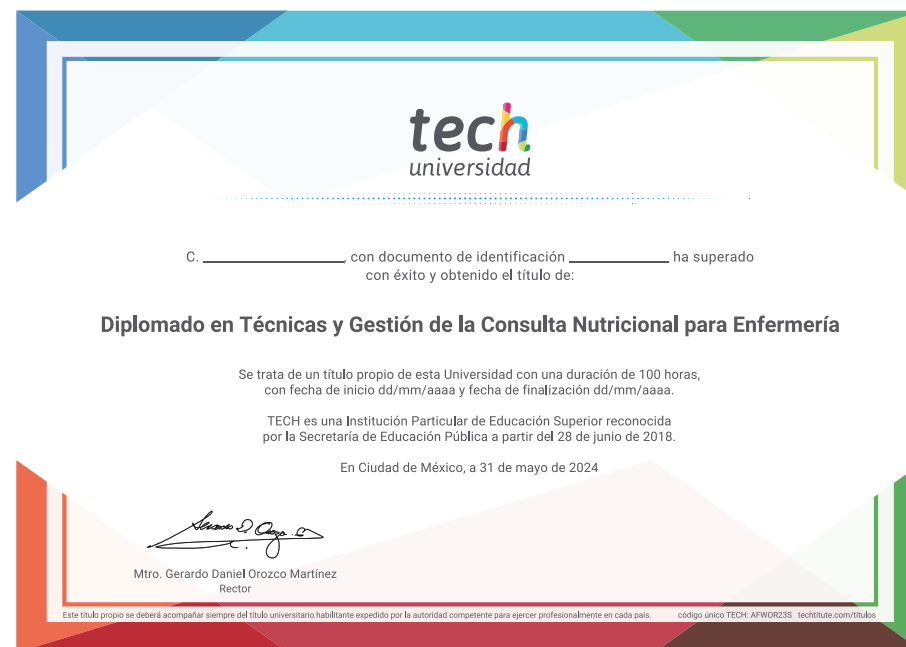 tech
universidad
C. ____________________, con documento de identificación ______________ ha superado
con éxito y obtenido el título de:
Diplomado en Técnicas y Gestión de la Consulta Nutricional para Enfermería
Se trata de un título propio de esta Universidad con una duración de 100 horas,
con fecha de inicio dd/mm/aaaa y fecha de finalización dd/mm/aaaa.
TECH es una Institución Particular de Educación Superior reconocida
por la Secretaría de Educación Pública a partir del 28 de junio de 2018.
En Ciudad de México, a 31 de mayo de 2024
Mtro. Gerardo Daniel Orozco Martínez
Rector
Este título propio se deberá acompañar siempre del título universitario habilitante expedido por la autoridad competente para ejercer profesionalmente en cada país. código único TECH: AFWOR23S techtitute.com/titulos